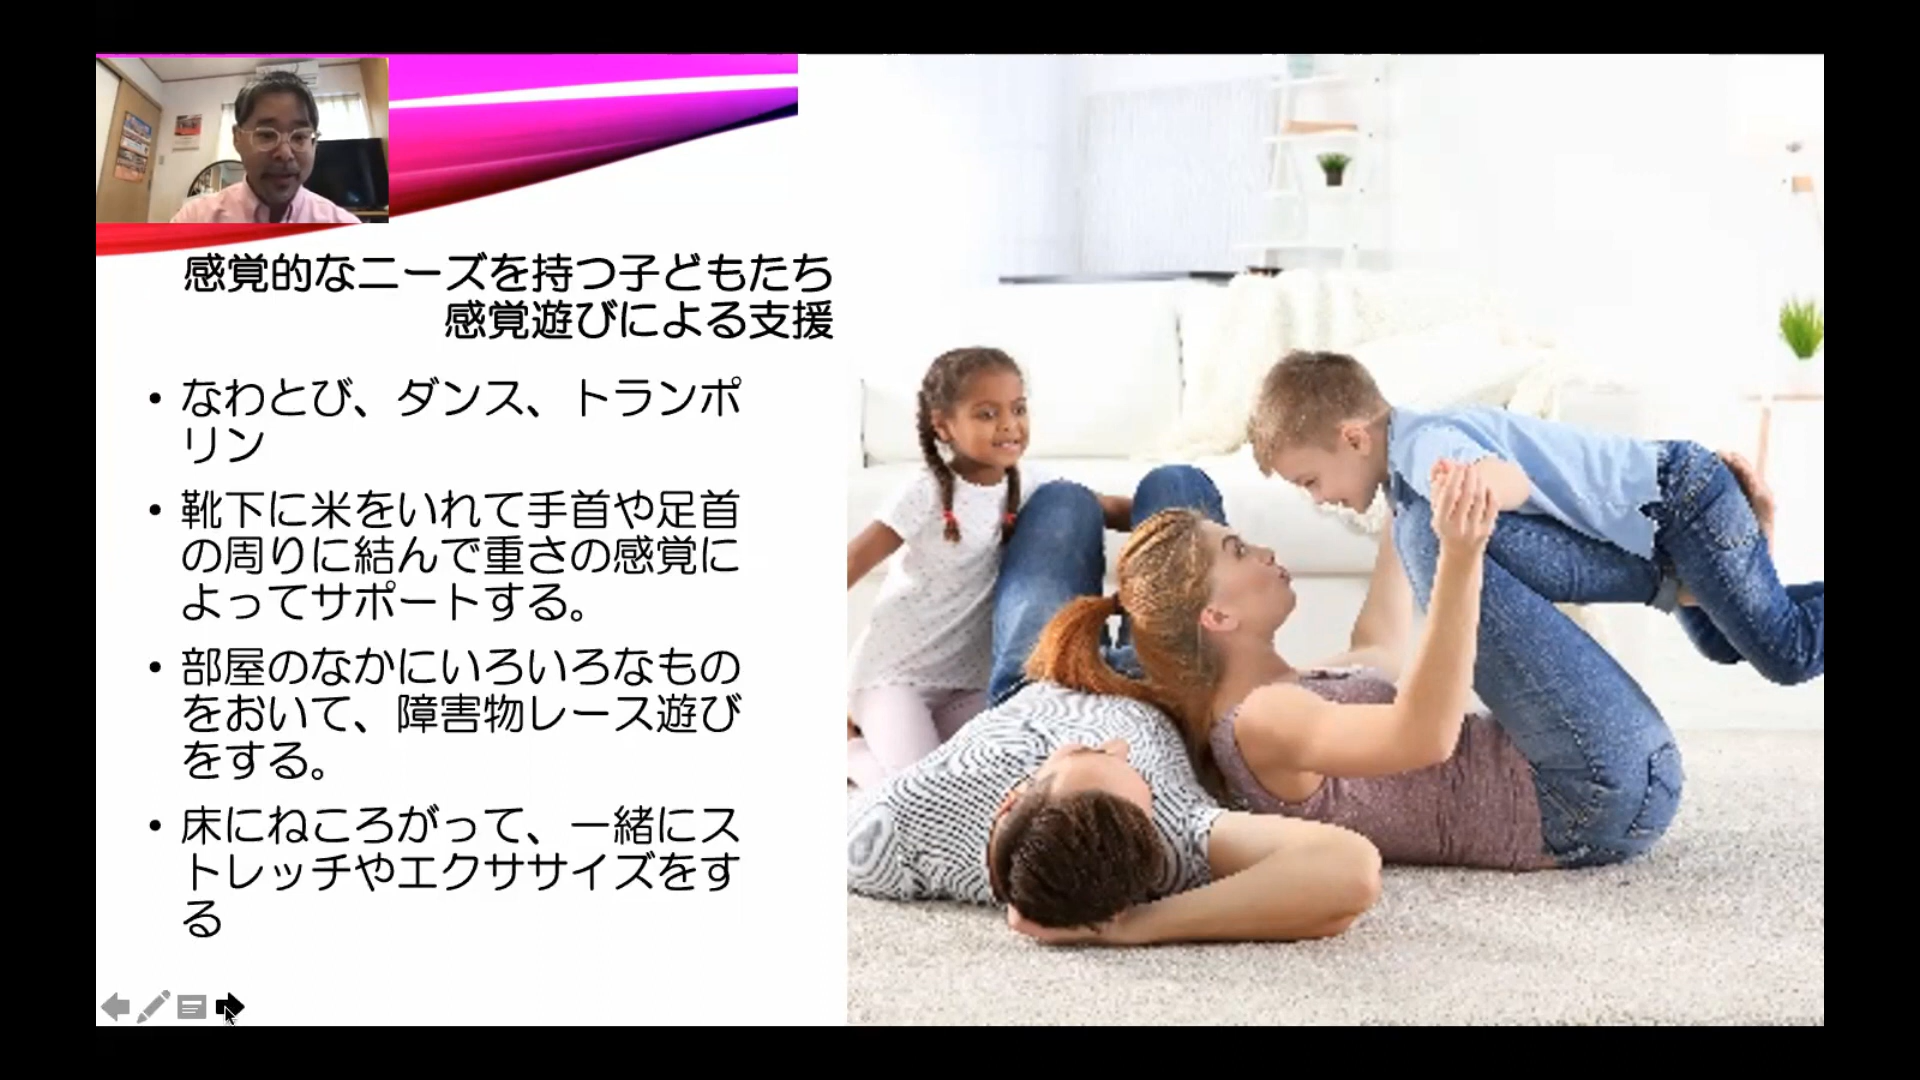 感覚的なニーズを持つ子どもたち
感覚遊びによる支援
• なわとび、ダンス、トランポ
リン
• 靴下に米をいれて手首や足首
の周りに結んで重さの感覚に
よってサポートする。
• 部屋のなかにいろいろなもの
をおいて、障害物レース遊び
をする。
• 床にねころがって、一緒にス
トレッチやエクササイズをす
る